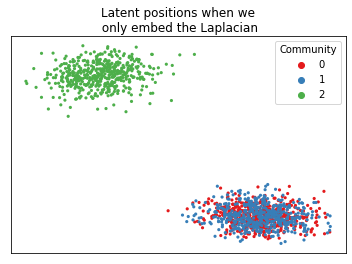 Latent positions when we
only embed the Laplacian
Community
0
1
2